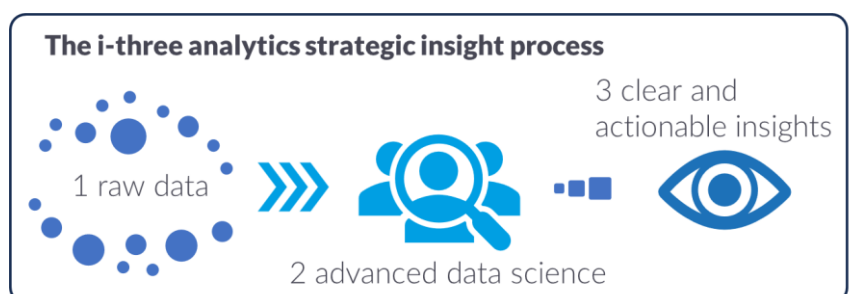 The i-three analytics strategic insight process
1 raw data
2 advanced data science
3 clear and
actionable insights